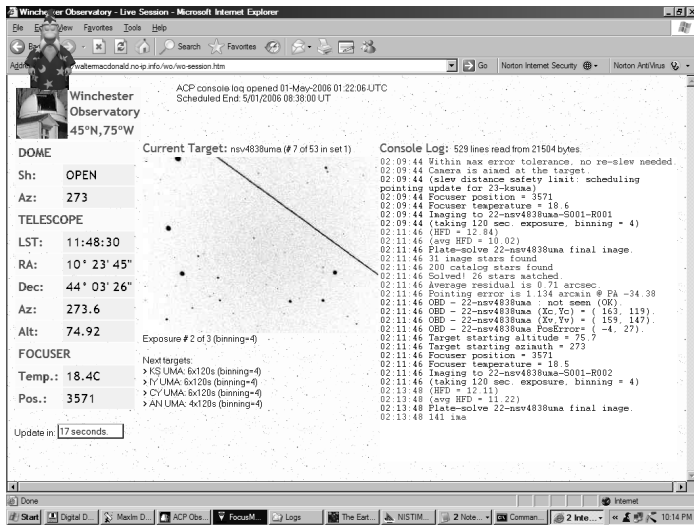 Winchester Observatory - Live Session - Microsoft Internet Explorer
File Edit View Favorites Tools Help
Back Search Favorites
Address waltermacdonald.no-ip.info/wo/wo-session.htm Go Norton Internet Security Norton AntiVirus
Winchester
Observatory
45°N,75°W
ACP console log opened 01-May-2006 01:22:06 UTC
Scheduled End: 5/01/2006 08:38:00 UT
DOME
Sh: OPEN
Az: 273
TELESCOPE
LST: 11:48:30
RA: 10° 23' 45"
Dec: 44° 03' 26"
Az: 273.6
Alt: 74.92
FOCUSER
Temp.: 18.4C
Pos.: 3571
Update in: 17 seconds.
Current Target: nsv4838uma (# 7 of 53 in set 1)
Exposure # 2 of 3 (binning=4)
Next targets:
> KS UMA: 6x120s (binning=4)
> IY UMA: 6x120s (binning=4)
> CY UMA: 6x120s (binning=4)
> AN UMA: 4x120s (binning=4)
Console Log: 529 lines read from 21504 bytes.
02:09:44 Within max error tolerance, no re-slew needed.
02:09:44 Camera is aimed at the target.
02:09:44 (slew distance safety limit: scheduling
pointing update for 23-ksuma)
02:09:44 Focuser position = 3571
02:09:44 Focuser temperature = 18.6
02:09:44 Imaging to 22-nsv4838uma-S001-R001
02:09:44 (taking 120 sec. exposure, binning = 4)
02:11:46 (HFD = 12.84)
02:11:46 (avg HFD = 10.02)
02:11:46 Plate-solve 22-nsv4838uma final image.
02:11:46 31 image stars found
02:11:46 200 catalog stars found
02:11:46 Solved! 26 stars matched.
02:11:46 Average residual is 0.71 arcsec.
02:11:46 Pointing error is 1.134 arcmin @ PA -34.38
02:11:46 OBD - 22-nsv4838uma : not seen (OK).
02:11:46 OBD - 22-nsv4838uma (Xc,Yc) = ( 163, 119).
02:11:46 OBD - 22-nsv4838uma (Xv,Yv) = ( 159, 147).
02:11:46 OBD - 22-nsv4838uma PosError= ( -4, 27).
02:11:46 Target starting altitude = 75.7
02:11:46 Target starting azimuth = 273
02:11:46 Focuser position = 3571
02:11:46 Focuser temperature = 18.5
02:11:46 Imaging to 22-nsv4838uma-S001-R002
02:11:46 (taking 120 sec. exposure, binning = 4)
02:13:48 (HFD = 12.11)
02:13:48 (avg HFD = 11.22)
02:13:48 Plate-solve 22-nsv4838uma final image.
02:13:48 141 ima
Done Internet
Start Digital D... MaxIm D... ACP Obs... FocusM... Logs The Eart... NISTIM... 2 Note... Comman... 2 Inte... 10:14 PM